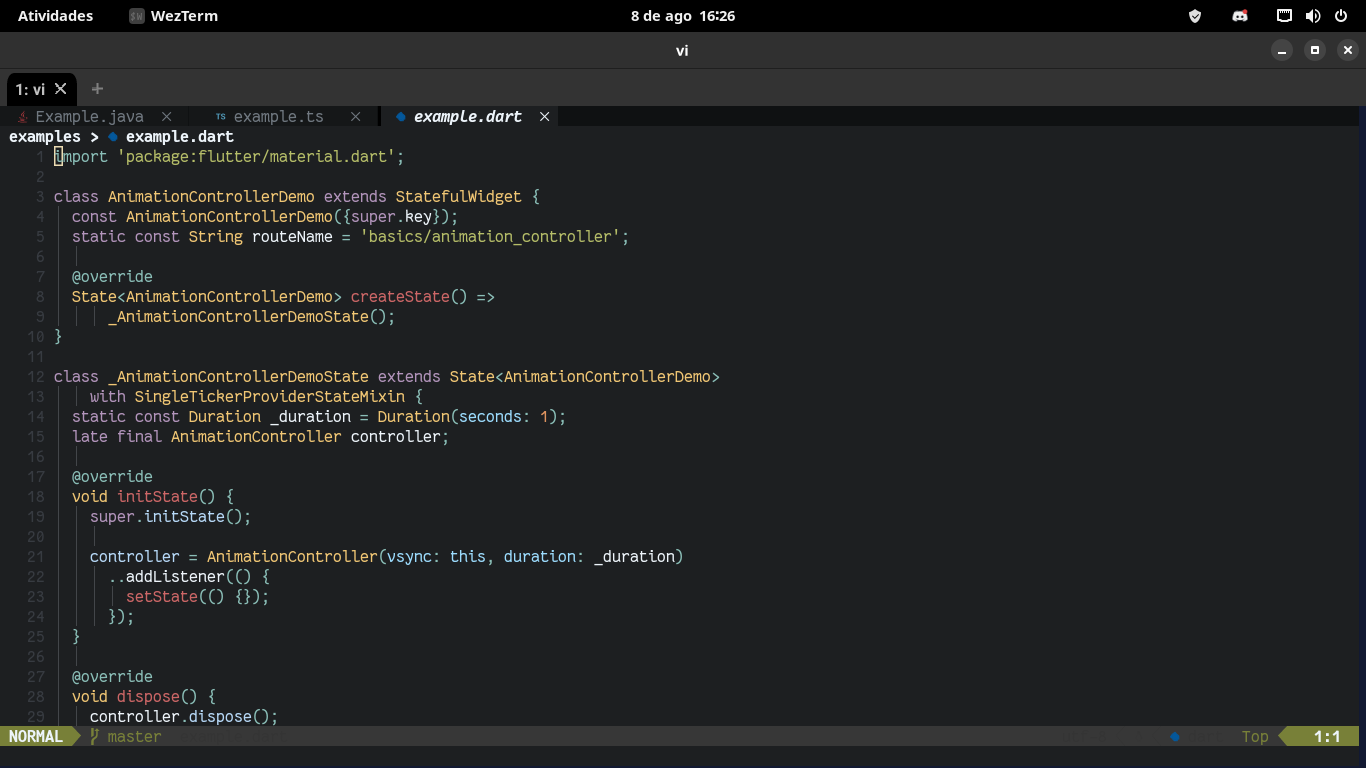 Atividades WezTerm 8 de ago 16:26
vi
1: vi × +
Example.java × TS example.ts × example.dart ×
examples > example.dart
1 import 'package:flutter/material.dart';
2
3 class AnimationControllerDemo extends StatefulWidget {
4 const AnimationControllerDemo({super.key});
5 static const String routeName = 'basics/animation_controller';
6
7 @override
8 State<AnimationControllerDemo> createState() =>
9 _AnimationControllerDemoState();
10 }
11
12 class _AnimationControllerDemoState extends State<AnimationControllerDemo>
13 with SingleTickerProviderStateMixin {
14 static const Duration _duration = Duration(seconds: 1);
15 late final AnimationController controller;
16
17 @override
18 void initState() {
19 super.initState();
20
21 controller = AnimationController(vsync: this, duration: _duration)
22 ..addListener(() {
23 setState(() {});
24 });
25 }
26
27 @override
28 void dispose() {
29 controller.dispose();
NORMAL master Top 1:1